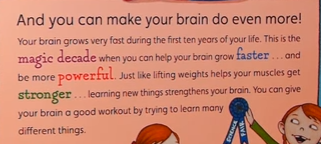 And you can make your brain do even more!
Your brain grows very fast during the first ten years of your life. This is the
magic decade when you can help your brain grow faster ... and
be more powerful. Just like lifting weights helps your muscles get
stronger ... learning new things strengthens your brain. You can give
your brain a good workout by trying to learn many
different things.
SCIENCE
FAIR